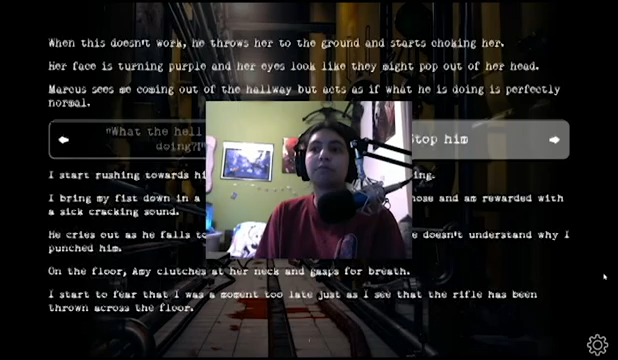 When this doesn't work, he throws her to the ground and starts choking her.
Her face is turning purple and her eyes look like they might pop out of her head.
Marcus sees me coming out of the hallway but acts as if what he is doing is perfectly
normal.
"What the hell
doing?!"
Stop him
I start rushing towards hi
ing.
I bring my fist down in a
nose and am rewarded with
a sick cracking sound.
He cries out as he falls to
e doesn't understand why I
punched him.
On the floor, Amy clutches at her neck and gasps for breath.
I start to fear that I was a moment too late just as I see that the rifle has been
thrown across the floor.